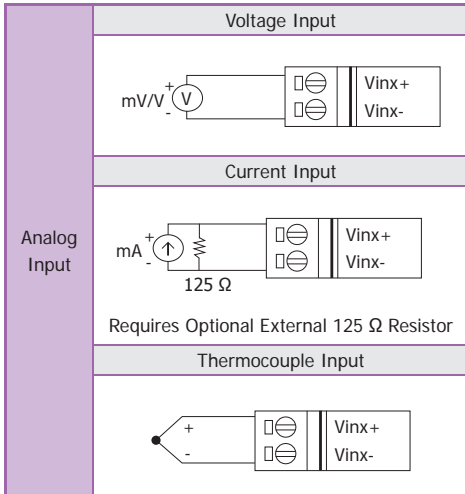 Analog
Input
Voltage Input
mV/V
+
-
V
Vinx+
Vinx-
Current Input
mA
+
-
125 Ω
Vinx+
Vinx-
Requires Optional External 125 Ω Resistor
Thermocouple Input
+
-
Vinx+
Vinx-